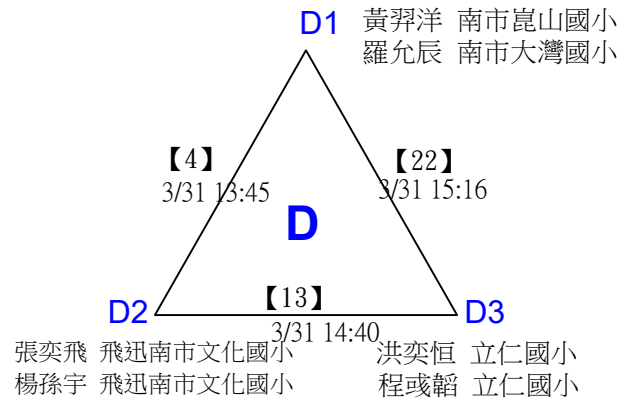 D1 黃羿洋 南市崑山國小
羅允辰 南市大灣國小
【4】
3/31 13:45
【22】
3/31 15:16
D
D2
【13】
3/31 14:40
D3
張奕飛 飛迅南市文化國小
楊孫宇 飛迅南市文化國小
洪奕恒 立仁國小
程彧韜 立仁國小